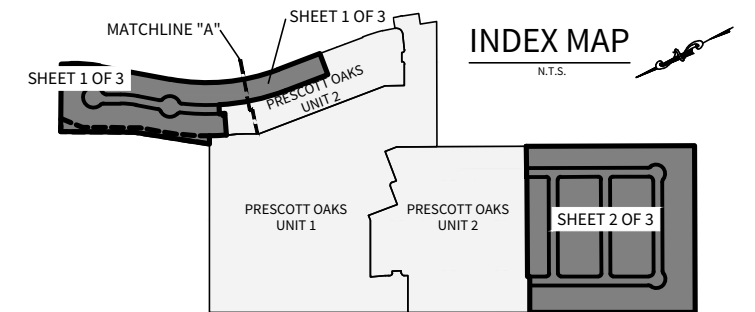 SHEET 1 OF 3
MATCHLINE "A"
INDEX MAP
N.T.S.
SHEET 1 OF 3
PRESCOTT OAKS
UNIT 2
PRESCOTT OAKS
UNIT 1
PRESCOTT OAKS
UNIT 2
SHEET 2 OF 3